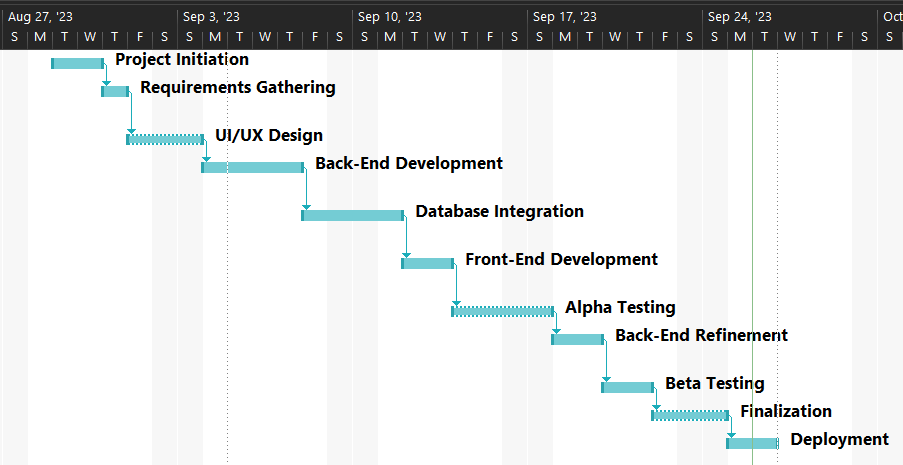 Aug 27, '23 Sep 3, '23 Sep 10, '23 Sep 17, '23 Sep 24, '23 Oct
S M T W T F S S M T W T F S S M T W T F S S M T W T F S S M T W T F S S
Project Initiation
Requirements Gathering
UI/UX Design
Back-End Development
Database Integration
Front-End Development
Alpha Testing
Back-End Refinement
Beta Testing
Finalization
Deployment